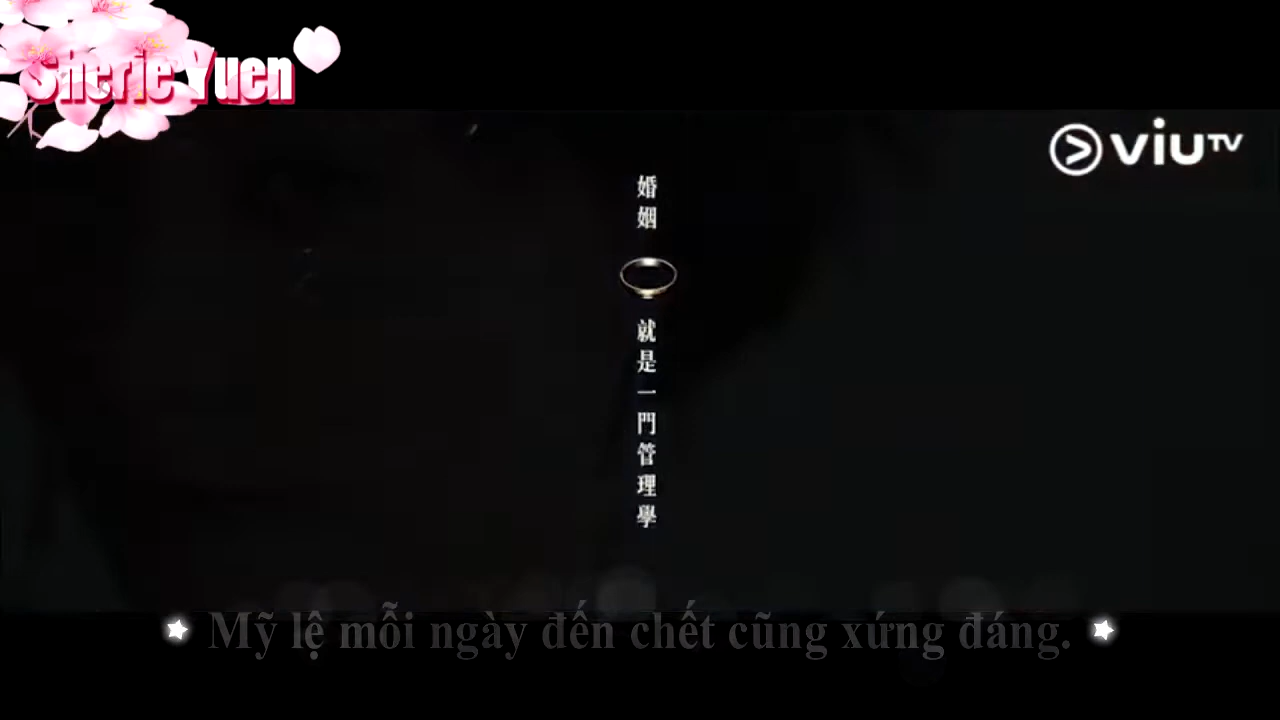 Sherie Yuen
viuTV
婚姻
就是一門管理學
Mỹ lệ mỗi ngày đến chết cũng xứng đáng.